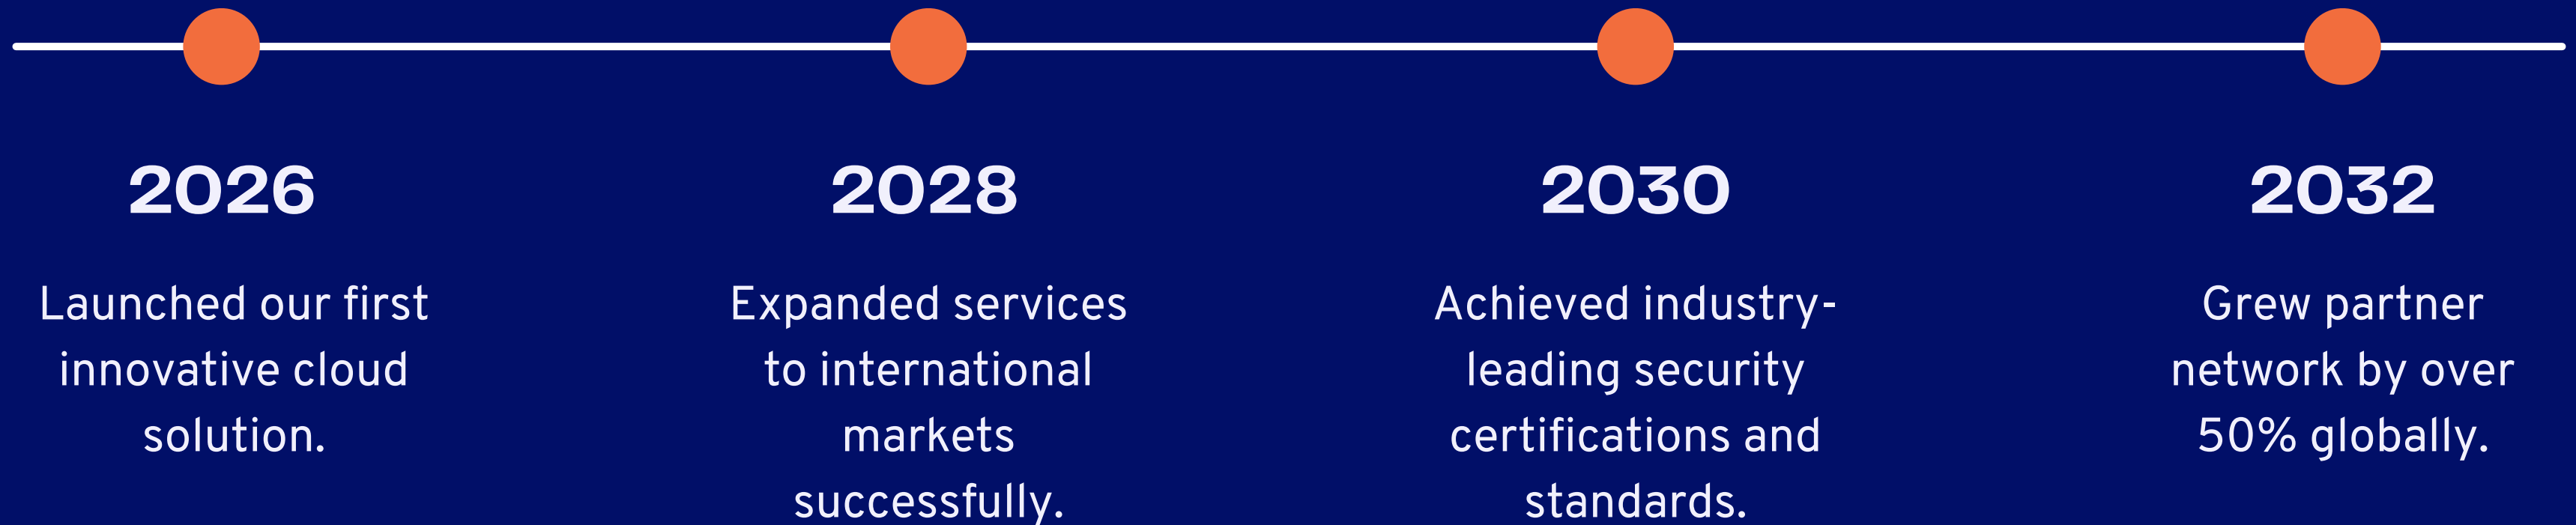 2026
Launched our first
innovative cloud
solution.
2028
Expanded services
to international
markets
successfully.
2030
Achieved industry-
leading security
certifications and
standards.
2032
Grew partner
network by over
50% globally.